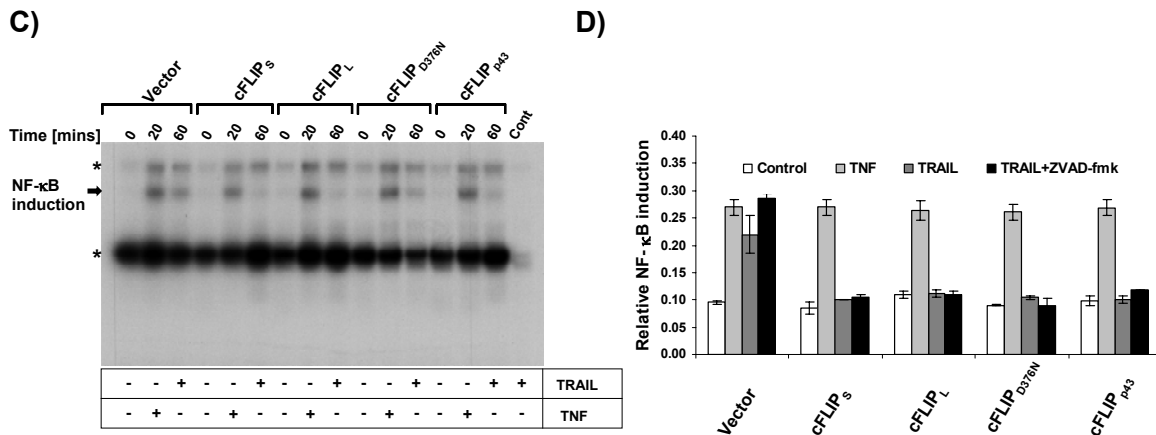 C)
Vector
cFLIPS
cFLIPL
cFLIPD376N
cFLIPp43
Time [mins]
0 20 60 0 20 60 0 20 60 0 20 60 0 20 60 Cont
*
NF-κB
induction
*
- - + - - + - - + - - + - - + + TRAIL
- + - - + - - + - - + - - + - - TNF
D)
Relative NF-κB induction
0.40
0.35
0.30
0.25
0.20
0.15
0.10
0.05
0.00
Control TNF TRAIL TRAIL+ZVAD-fmk
Vector
cFLIPS
cFLIPL
cFLIPD376N
cFLIPp43